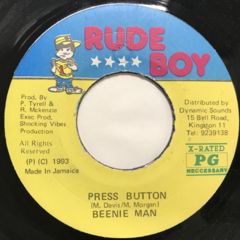 RUDE
BOY
Prod. By
P. Tyrell &
R. Mckenzie
Exec Prod.
Shocking Vibes
Production
All Rights
Reserved
(P) (C) 1993
Made In Jamaica
Distributed by
Dynamic Sounds
15 Bell Road,
Kingston 11
Tel: 9239138
X-RATED
PG
NECCESSARY
PRESS BUTTON
(M. Davis/M. Morgan)
BEENIE MAN